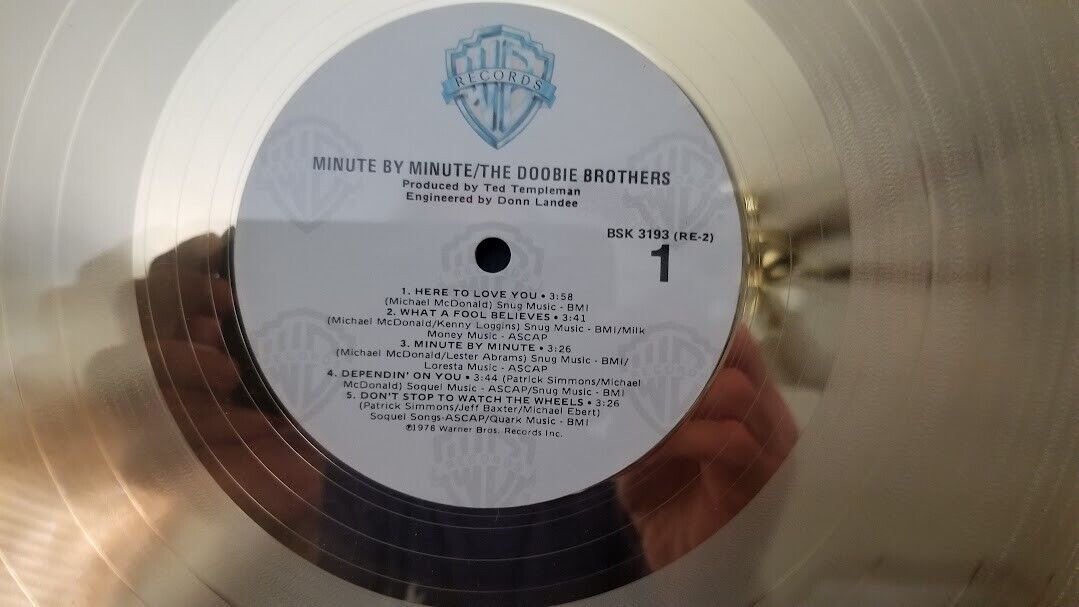 RECORDS
MINUTE BY MINUTE/THE DOOBIE BROTHERS
Produced by Ted Templeman
Engineered by Donn Landee
BSK 3193 (RE-2)
1
1. HERE TO LOVE YOU • 3:58
(Michael McDonald) Snug Music - BMI
2. WHAT A FOOL BELIEVES • 3:41
(Michael McDonald/Kenny Loggins) Snug Music - BMI/Milk
Money Music - ASCAP
3. MINUTE BY MINUTE • 3:26
(Michael McDonald/Lester Abrams) Snug Music - BMI/
Loresta Music - ASCAP
4. DEPENDIN' ON YOU • 3:44 (Patrick Simmons/Michael
McDonald) Soquel Music - ASCAP/Snug Music - BMI
5. DON'T STOP TO WATCH THE WHEELS • 3:26
(Patrick Simmons/Jeff Baxter/Michael Ebert)
Soquel Songs-ASCAP/Quark Music - BMI
℗1978 Warner Bros. Records Inc.